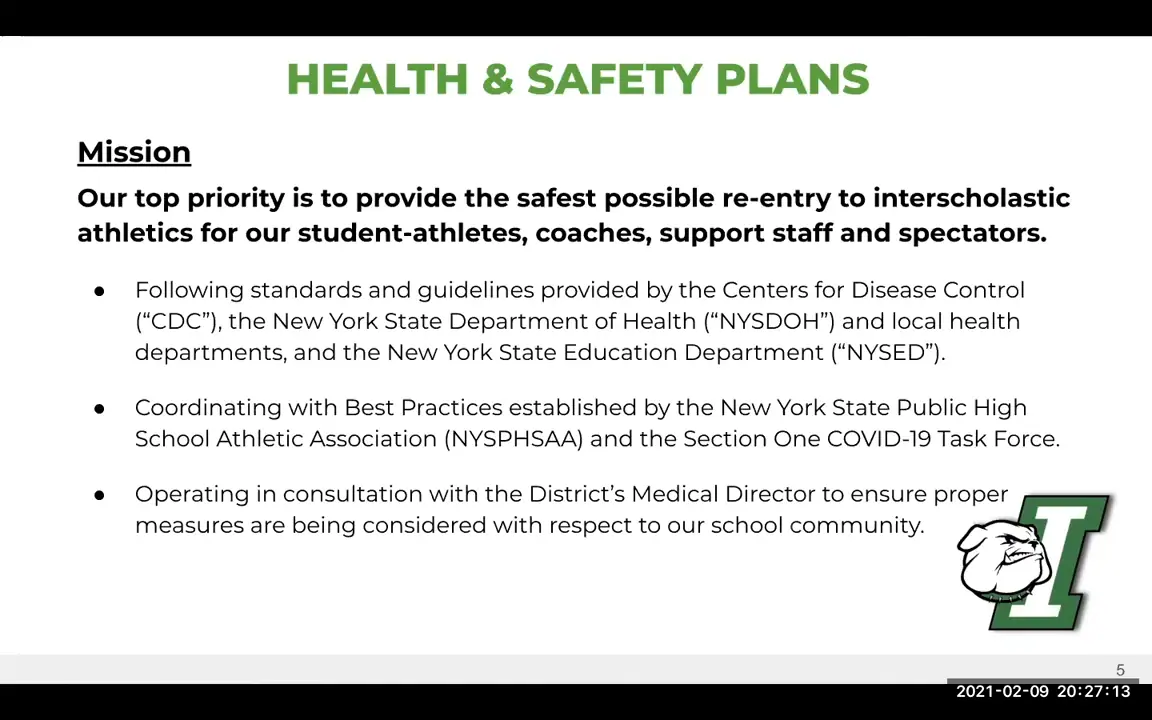 HEALTH & SAFETY PLANS
Mission
Our top priority is to provide the safest possible re-entry to interscholastic
athletics for our student-athletes, coaches, support staff and spectators.
● Following standards and guidelines provided by the Centers for Disease Control
(“CDC”), the New York State Department of Health (“NYSDOH”) and local health
departments, and the New York State Education Department (“NYSED”).
● Coordinating with Best Practices established by the New York State Public High
School Athletic Association (NYSPHSAA) and the Section One COVID-19 Task Force.
● Operating in consultation with the District’s Medical Director to ensure proper
measures are being considered with respect to our school community.
I
5
2021-02-09 20:27:13